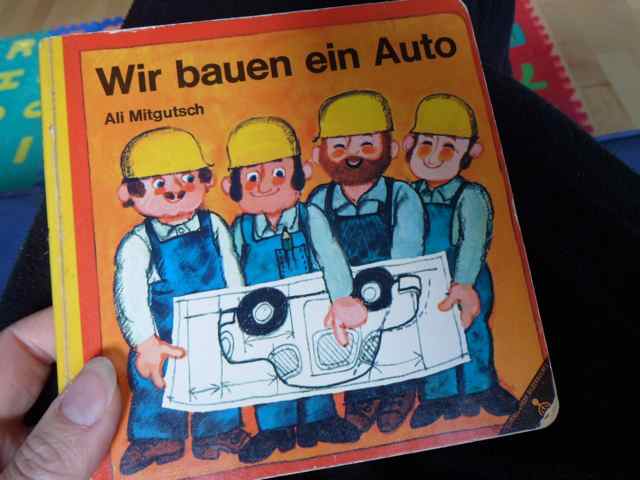 Wir bauen ein Auto
Ali Mitgutsch